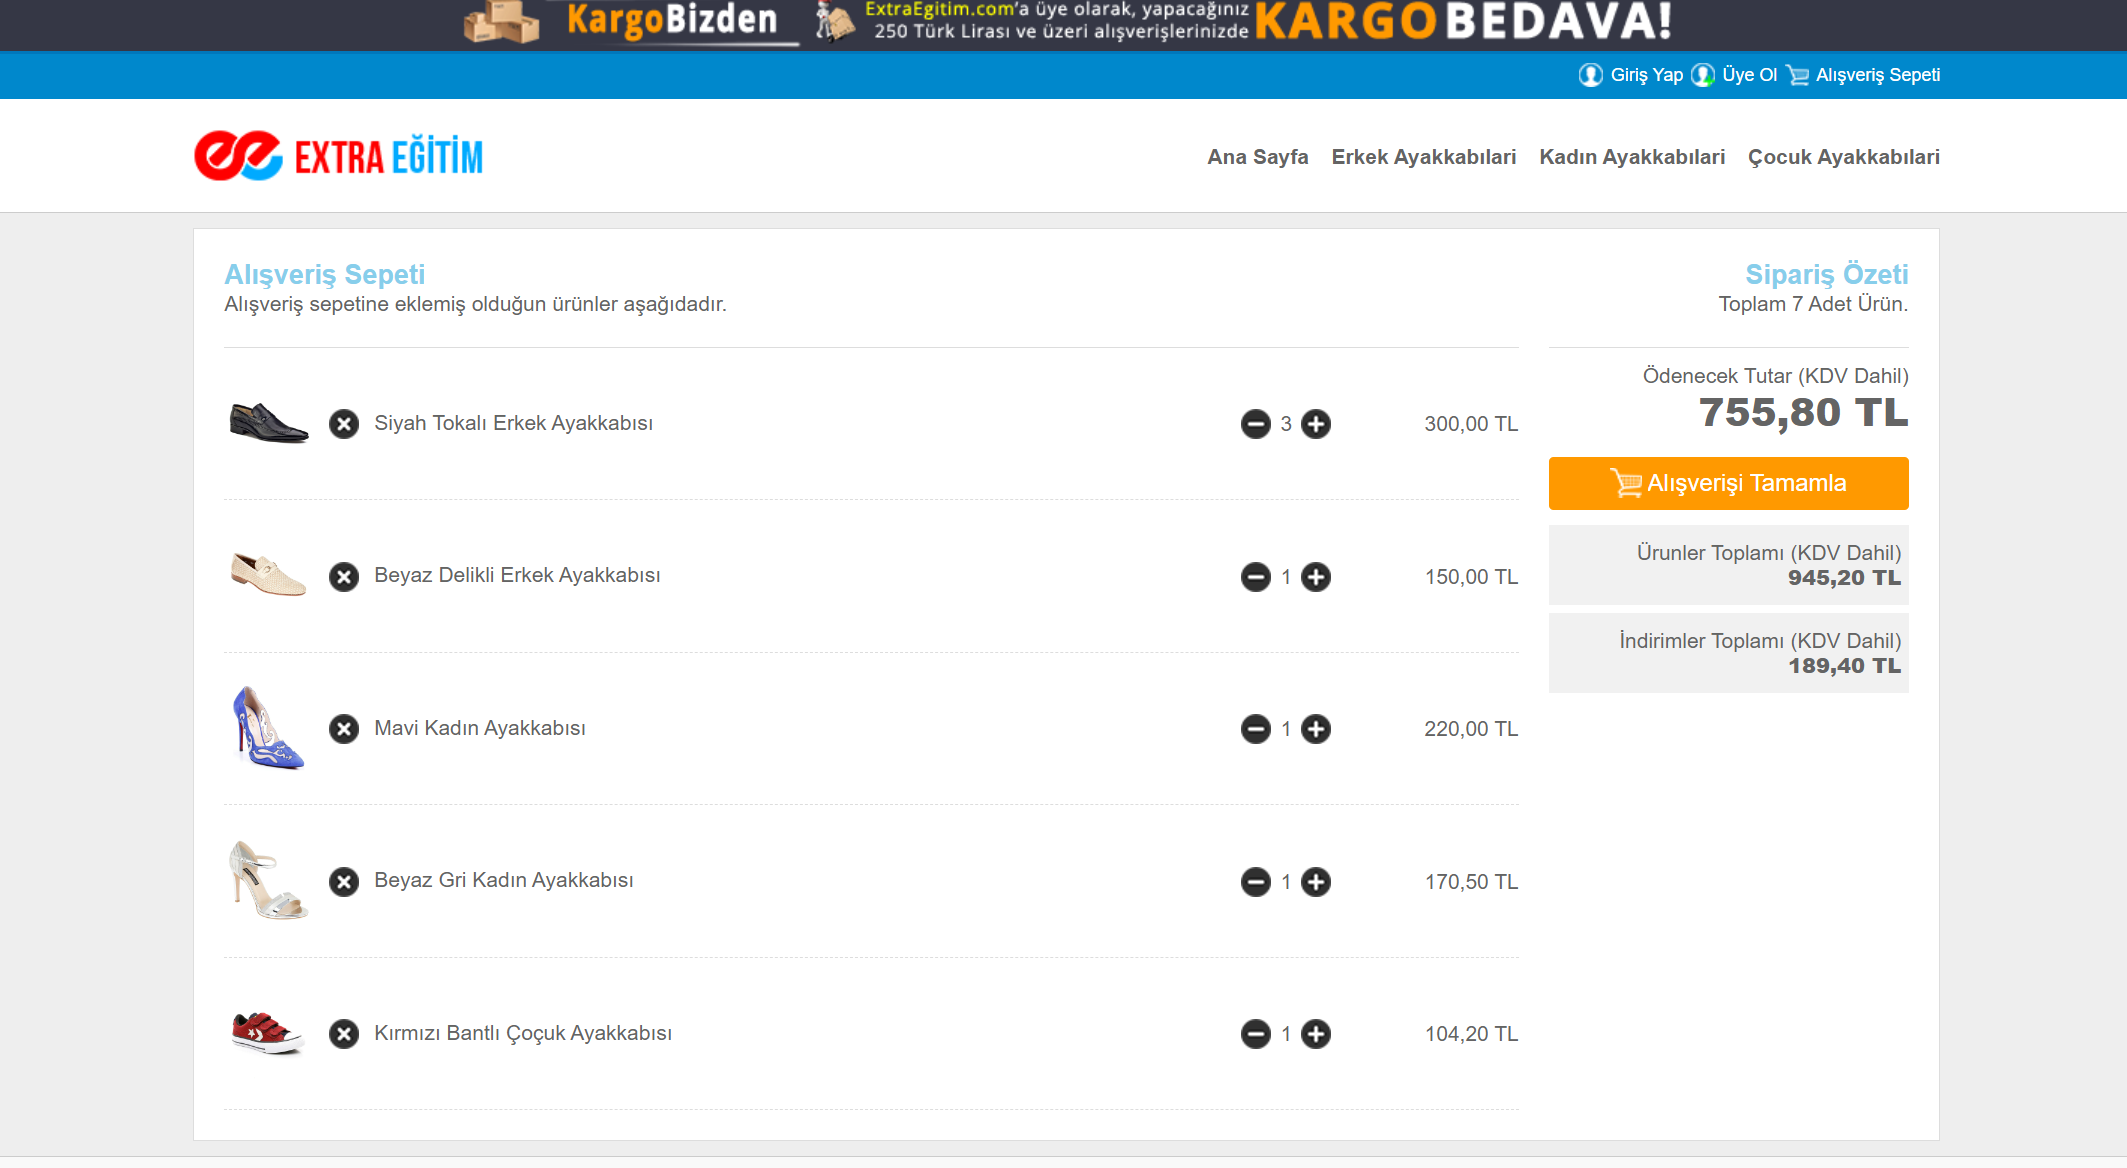 KargoBizden
ExtraEgitim.com'a üye olarak, yapacağınız
250 Türk Lirası ve üzeri alışverişlerinizde
KARGO BEDAVA!
Giriş Yap Üye Ol Alışveriş Sepeti
EXTRA EĞİTİM
Ana Sayfa Erkek Ayakkabılari Kadın Ayakkabılari Çocuk Ayakkabılari
Alışveriş Sepeti
Alışveriş sepetine eklemiş olduğun ürünler aşağıdadır.
Siyah Tokalı Erkek Ayakkabısı 3 300,00 TL
Beyaz Delikli Erkek Ayakkabısı 1 150,00 TL
Mavi Kadın Ayakkabısı 1 220,00 TL
Beyaz Gri Kadın Ayakkabısı 1 170,50 TL
Kırmızı Bantlı Çoçuk Ayakkabısı 1 104,20 TL
Sipariş Özeti
Toplam 7 Adet Ürün.
Ödenecek Tutar (KDV Dahil)
755,80 TL
Alışverişi Tamamla
Ürunler Toplamı (KDV Dahil)
945,20 TL
İndirimler Toplamı (KDV Dahil)
189,40 TL